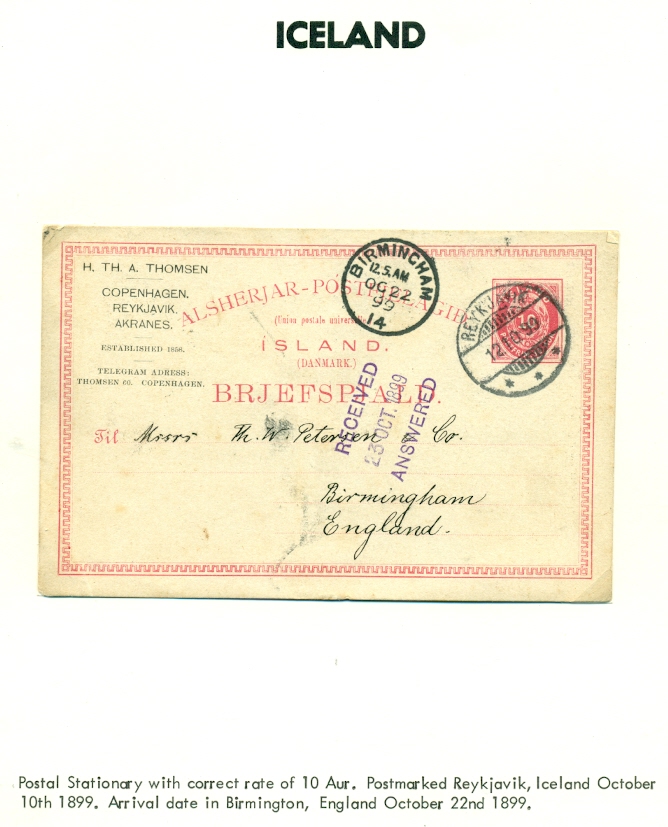 ICELAND
H. TH. A. THOMSEN
COPENHAGEN.
REYKJAVIK.
AKRANES.
ESTABLISHED 1856.
TELEGRAM ADRESS:
THOMSEN CO. COPENHAGEN.
BIRMINGHAM
12.5.AM
OC 22
99
14
REYKJAVIK
ALSHERJAR-POST
(Union postale universelle
ÍSLAND.
(DANMARK.)
BRJEFSPJALD.
RECEIVED
23 OCT. 1899
ANSWERED
Til Messrs Th. W. Petersen & Co.
Birmingham
England.
Postal Stationary with correct rate of 10 Aur. Postmarked Reykjavik, Iceland October
10th 1899. Arrival date in Birmington, England October 22nd 1899.